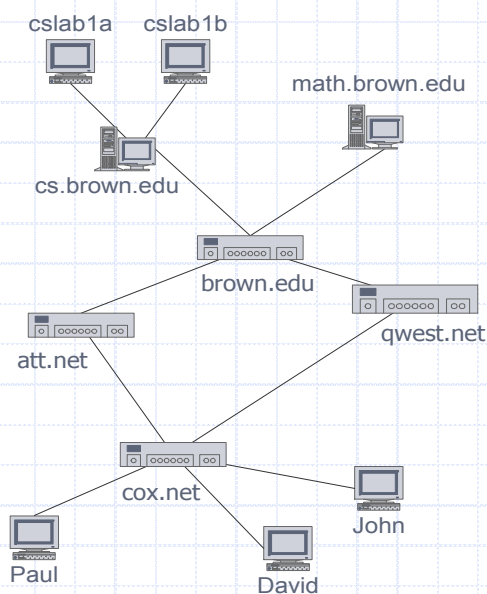 cslab1a cslab1b
math.brown.edu
cs.brown.edu
brown.edu
qwest.net
att.net
cox.net
John
Paul
David